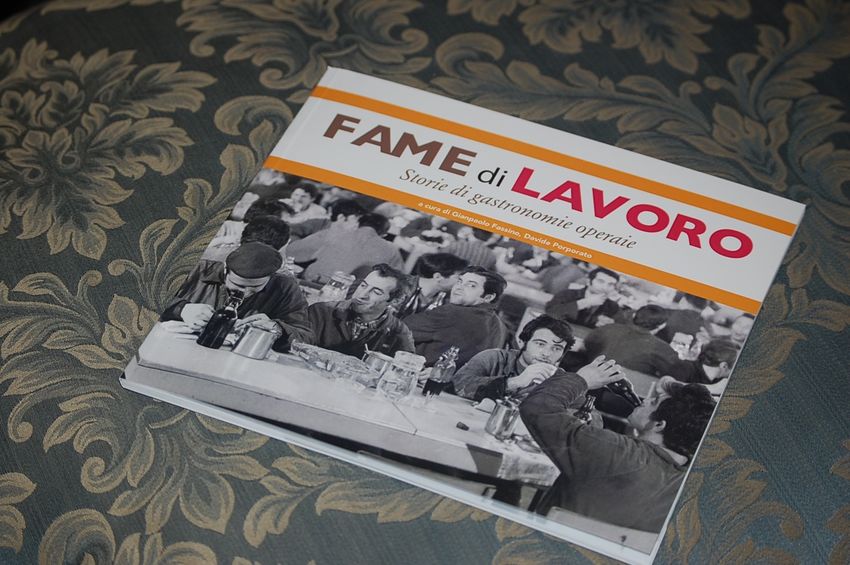 FAME di LAVORO
Storie di gastronomie operaie
a cura di Gianpaolo Fassino, Davide Porporato